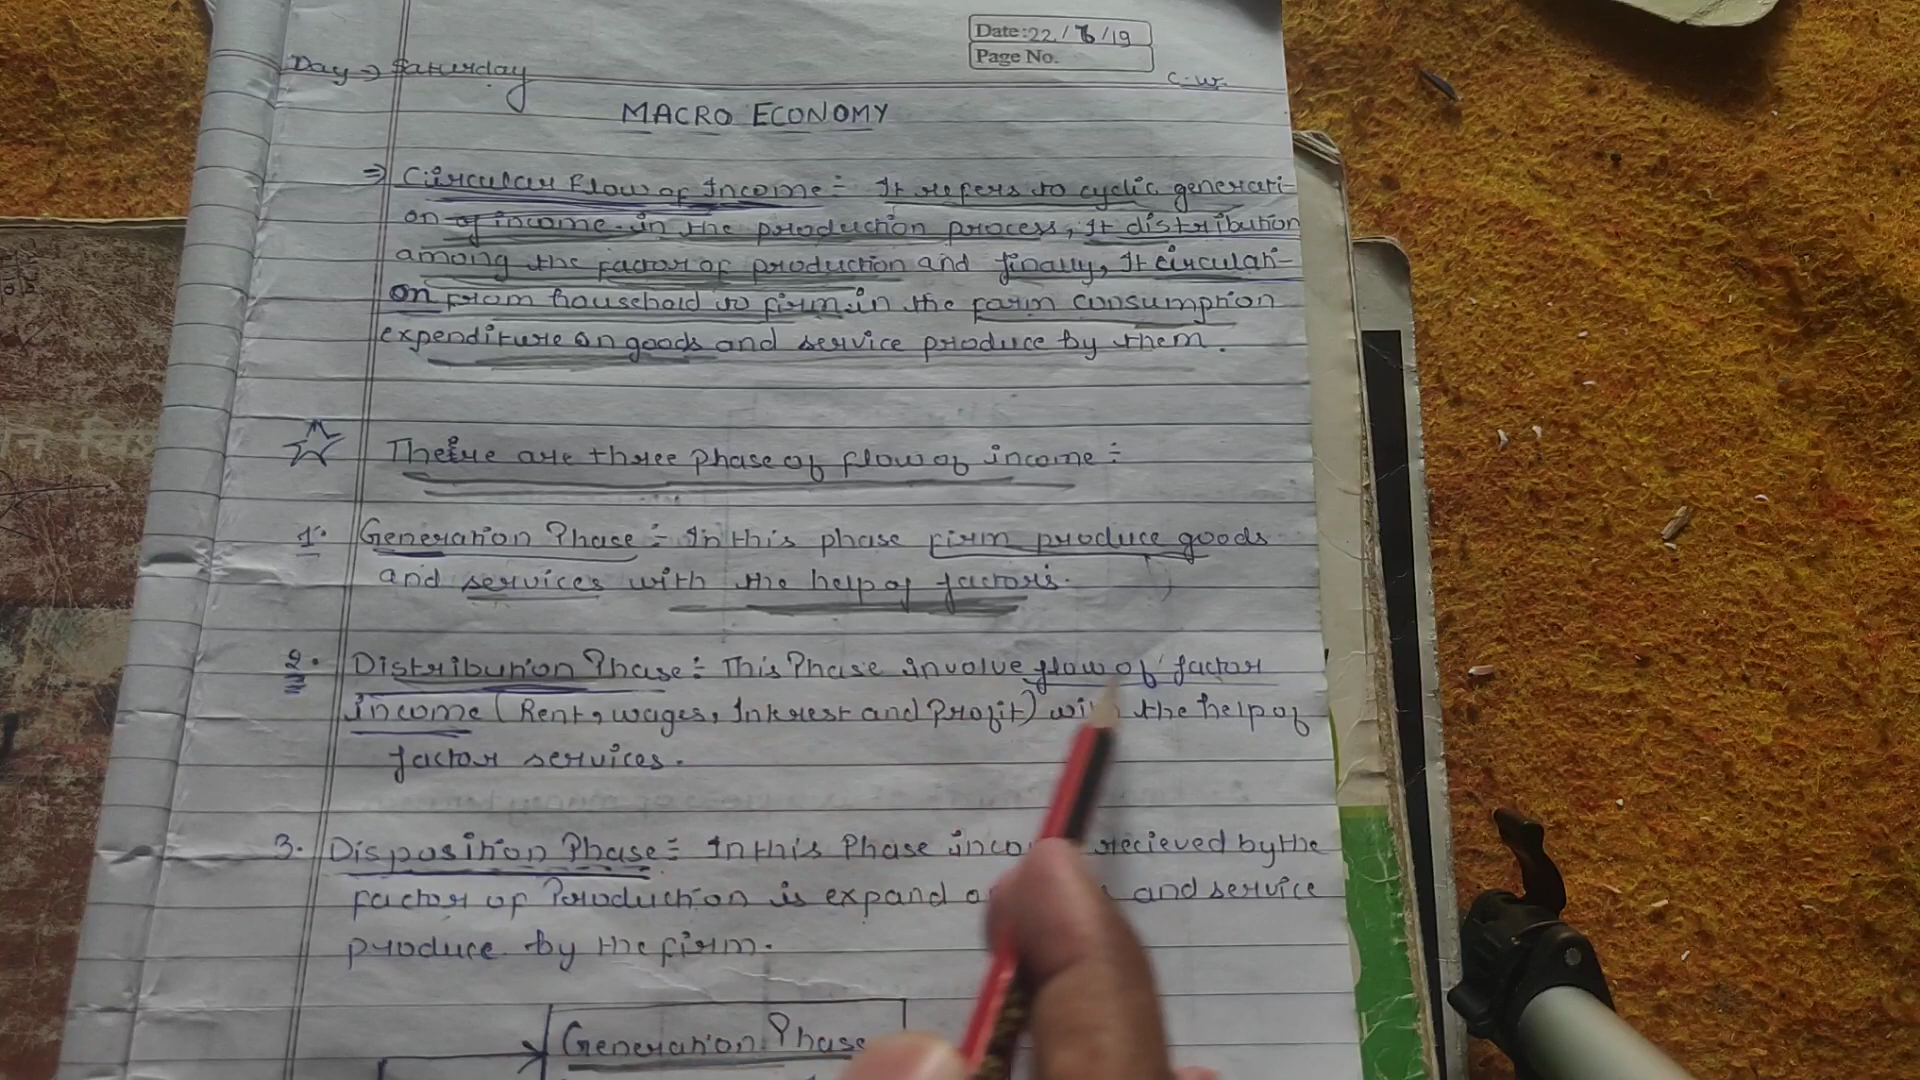 Date: 22/6/19
Page No.
Day → Saturday
C.W.
MACRO ECONOMY
⇒ Circular Flow of Income :- It refers to cyclic generati-
on of income in the production process, It distribution
among the factor of production and finally, It circulati-
on from household to firm in the farm consumption
expenditure on goods and service produce by them.
☆ There are three phase of flow of income :-
1. Generation Phase :- In this phase firm produce goods
and services with the help of factors.
2. Distribution Phase :- This Phase involve flow of factor
income (Rent, wages, Interest and Profit) with the help of
factor services.
3. Disposition Phase :- In this Phase inco recieved by the
factor of Production is expand and service
produce by the firm.
Generation Phase